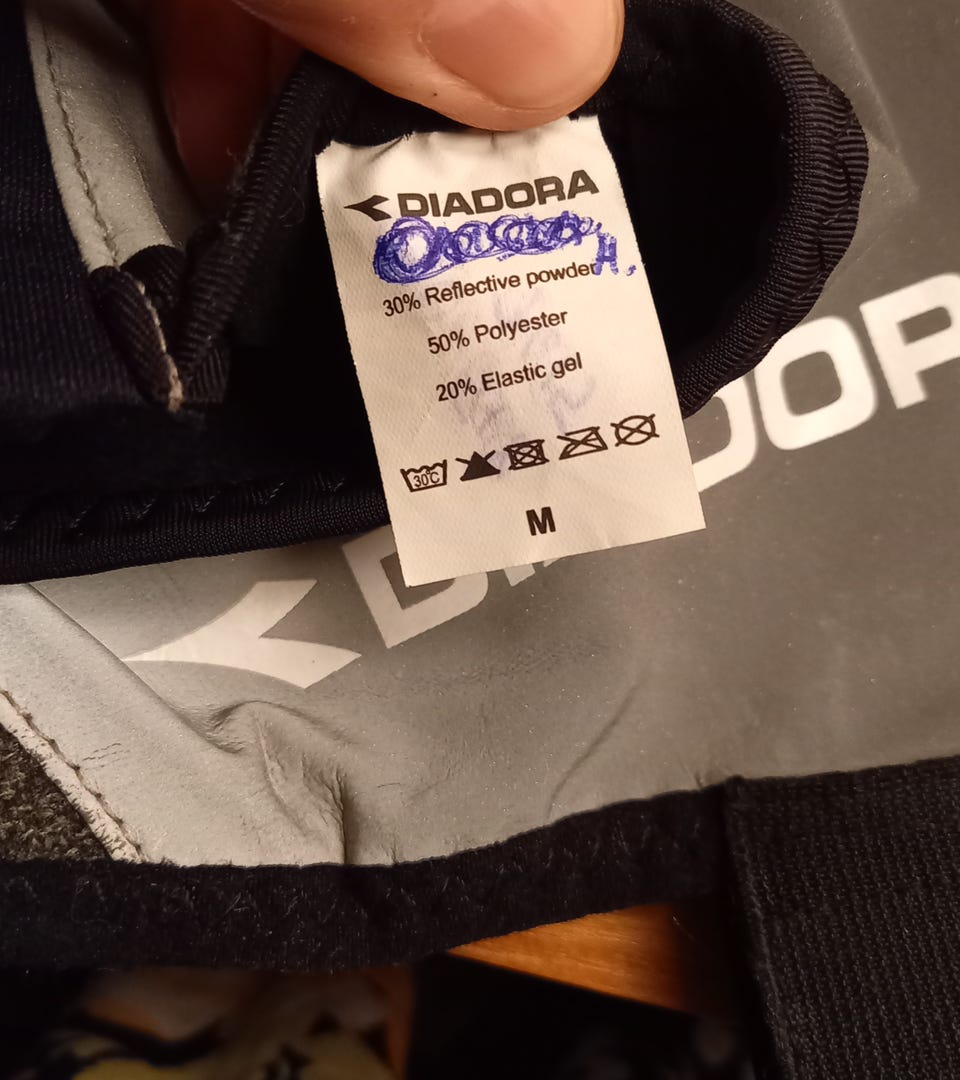 DIADORA
H.
30% Reflective powder
50% Polyester
20% Elastic gel
30°C
M